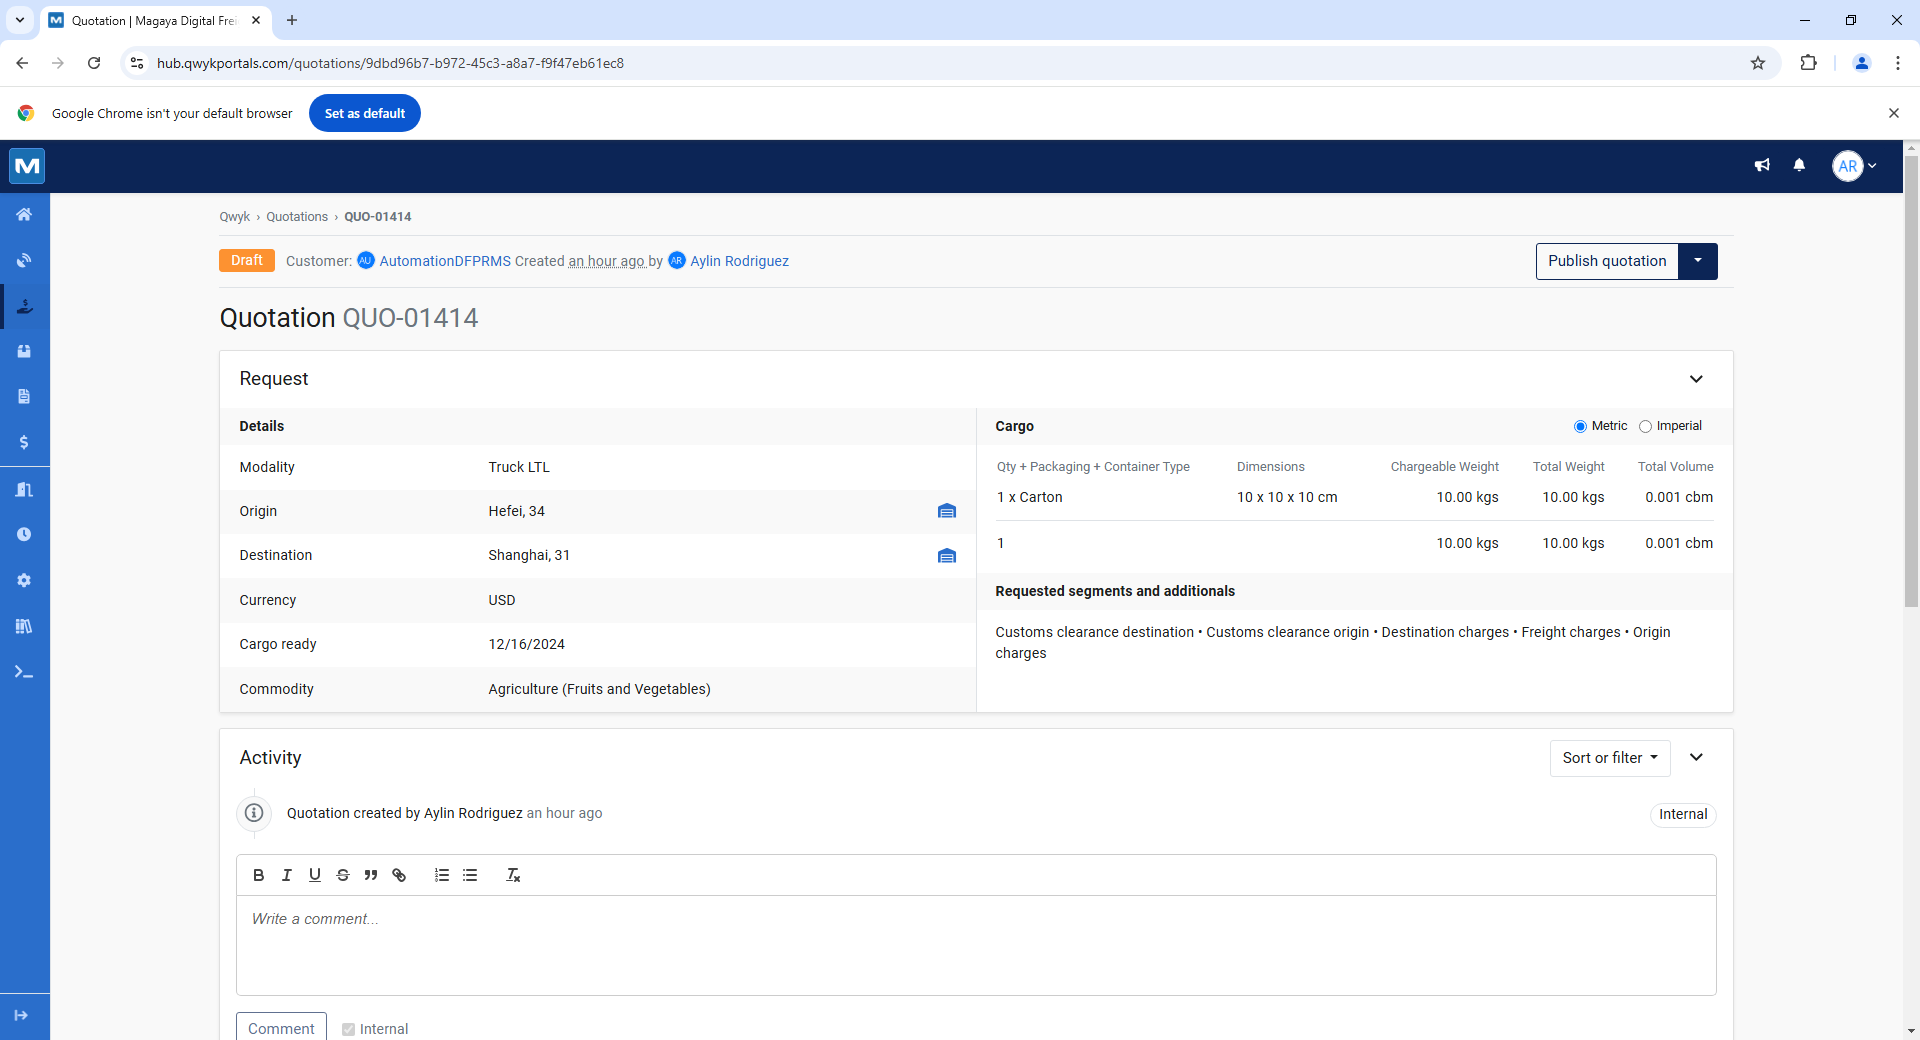 Quotation | Magaya Digital Frei
hub.qwykportals.com/quotations/9dbd96b7-b972-45c3-a8a7-f9f47eb61ec8
Google Chrome isn't your default browser
Set as default
M
AR
Qwyk › Quotations › QUO-01414
Draft Customer: AU AutomationDFPRMS Created an hour ago by AR Aylin Rodriguez
Publish quotation
Quotation QUO-01414
Request
Details
Modality Truck LTL
Origin Hefei, 34
Destination Shanghai, 31
Currency USD
Cargo ready 12/16/2024
Commodity Agriculture (Fruits and Vegetables)
Cargo Metric Imperial
Qty + Packaging + Container Type Dimensions Chargeable Weight Total Weight Total Volume
1 x Carton 10 x 10 x 10 cm 10.00 kgs 10.00 kgs 0.001 cbm
1 10.00 kgs 10.00 kgs 0.001 cbm
Requested segments and additionals
Customs clearance destination • Customs clearance origin • Destination charges • Freight charges • Origin
charges
Activity
Sort or filter
Quotation created by Aylin Rodriguez an hour ago
Internal
Write a comment...
Comment Internal